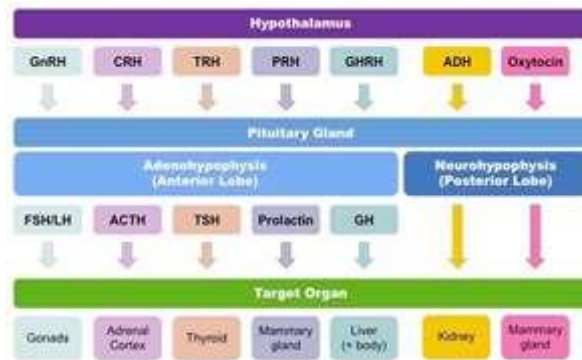 Hypothalamus
GnRH CRH TRH PRH GHRH ADH Oxytocin
Pituitary Gland
Adenohypophysis Neurohypophysis
(Anterior Lobe) (Posterior Lobe)
FSH/LH ACTH TSH Prolactin GH
Target Organ
Gonads Adrenal Cortex Thyroid Mammary gland Liver (+ body) Kidney Mammary gland